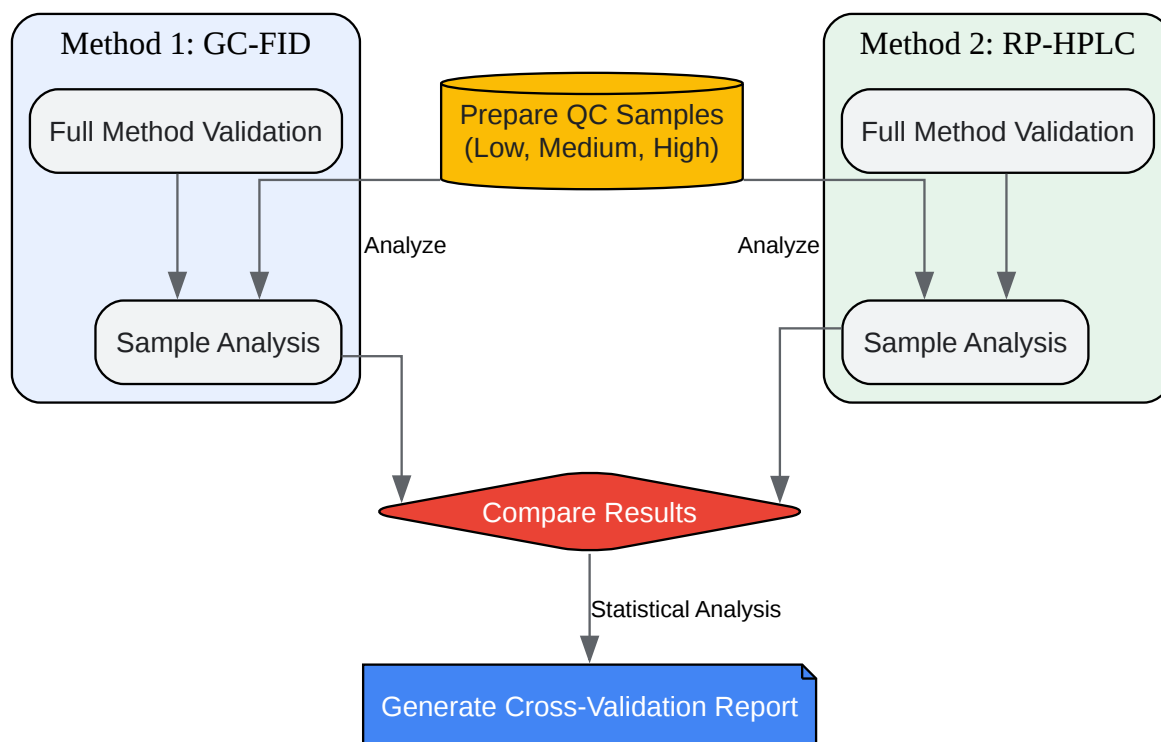 Method 1: GC-FID
Method 2: RP-HPLC
Prepare QC Samples
(Low, Medium, High)
Full Method Validation
Full Method Validation
Analyze
Analyze
Sample Analysis
Sample Analysis
Compare Results
Statistical Analysis
Generate Cross-Validation Report